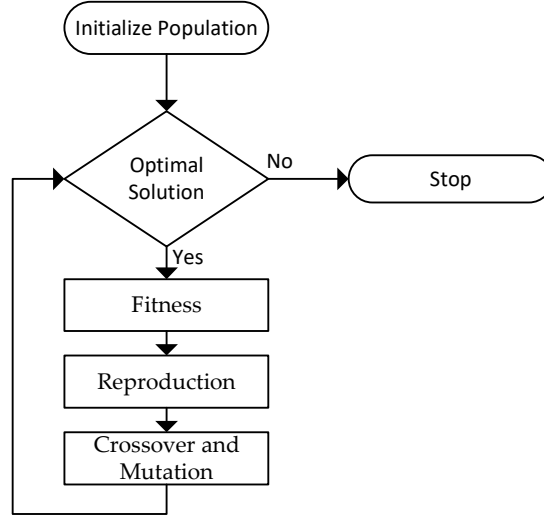 Initialize Population
Optimal
Solution
No
Stop
Yes
Fitness
Reproduction
Crossover and
Mutation